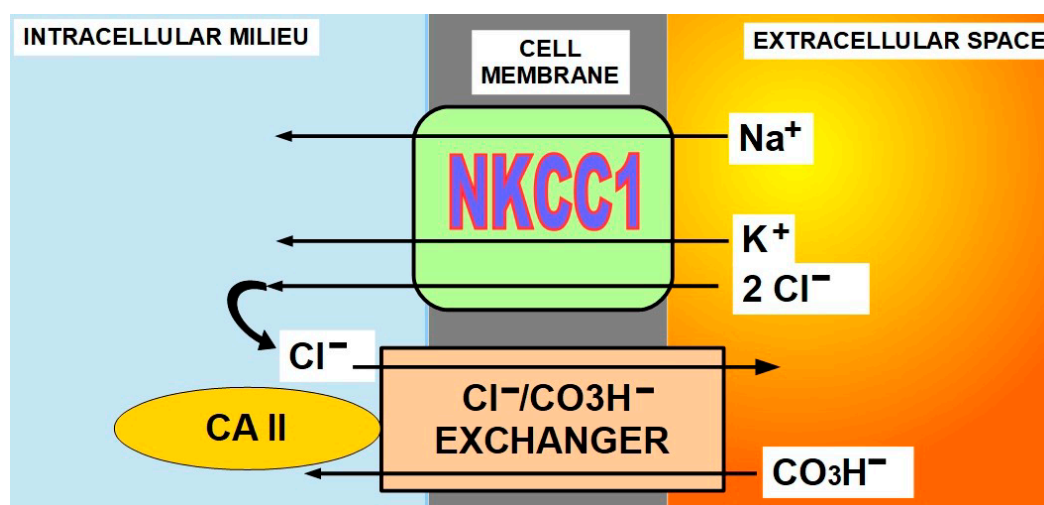 INTRACELLULAR MILIEU
CELL
MEMBRANE
EXTRACELLULAR SPACE
Na⁺
NKCC1
K⁺
2 Cl⁻
Cl⁻
Cl⁻/CO3H⁻
EXCHANGER
CA II
CO₃H⁻